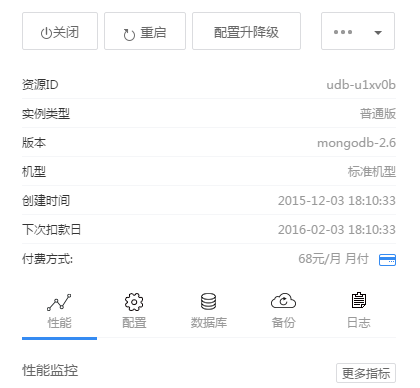 关闭 重启 配置升降级
资源ID udb-u1xv0b
实例类型 普通版
版本 mongodb-2.6
机型 标准机型
创建时间 2015-12-03 18:10:33
下次扣款日 2016-02-03 18:10:33
付费方式: 68元/月 月付
性能 配置 数据库 备份 日志
性能监控 更多指标